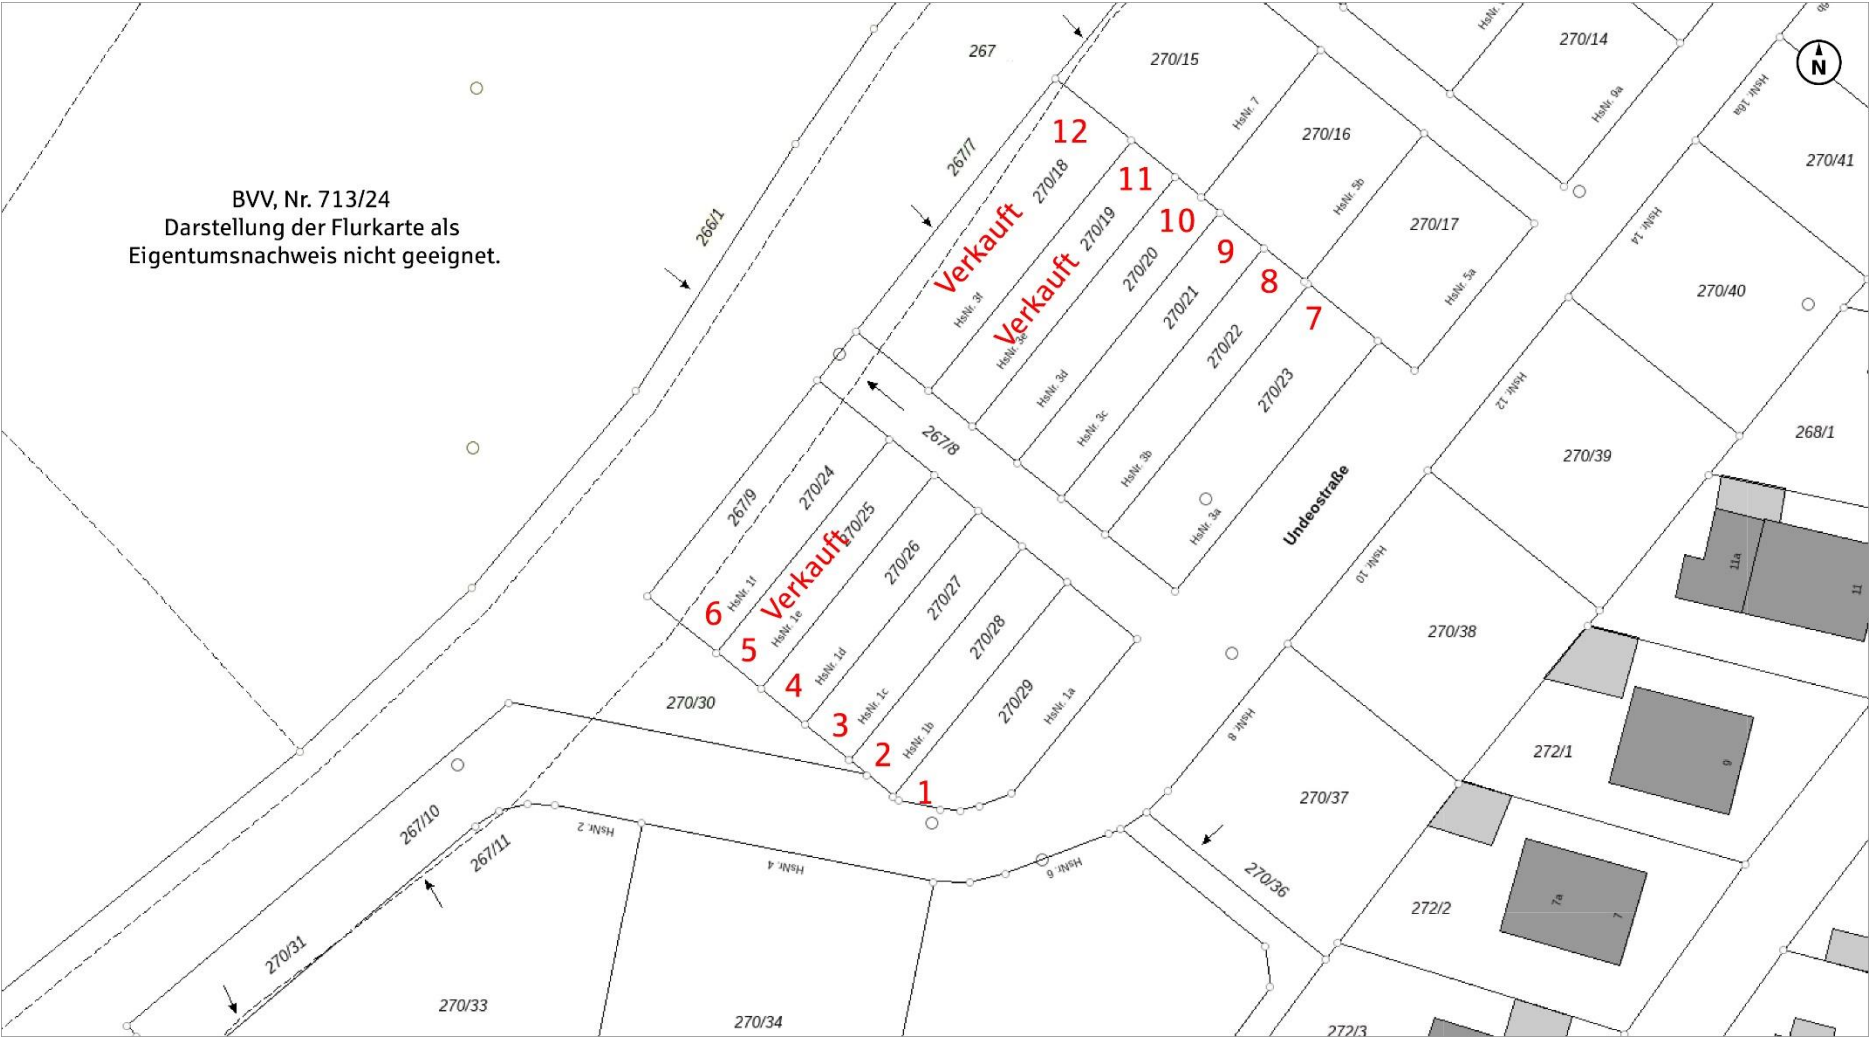 267
270/15
270/14
N
HsNr. 16a
HsNr. 9a
HsNr. 7
270/16
270/41
12
267/7
270/18
11
HsNr. 5b
BVV, Nr. 713/24
Darstellung der Flurkarte als
Eigentumsnachweis nicht geeignet.
266/1
Verkauft
270/19
10
270/17
HsNr. 14
9
270/20
8
HsNr. 5a
270/40
Verkauft
HsNr. 3f
270/21
7
HsNr. 3e
270/22
HsNr. 3d
270/23
HsNr. 12
267/8
HsNr. 3c
268/1
270/39
HsNr. 3b
270/24
267/9
270/25
Undeostraße
HsNr. 3a
Verkauft
270/26
HsNr. 10
11a
11
270/27
HsNr. 1f
6
HsNr. 1e
270/28
270/38
5
HsNr. 1d
4
270/30
HsNr. 1c
270/29
HsNr. 1a
3
HsNr. 1b
HsNr. 8
2
272/1
9
1
270/37
267/10
HsNr. 2
267/11
HsNr. 4
HsNr. 6
270/36
272/2
7a
7
270/31
270/33
270/34
272/3